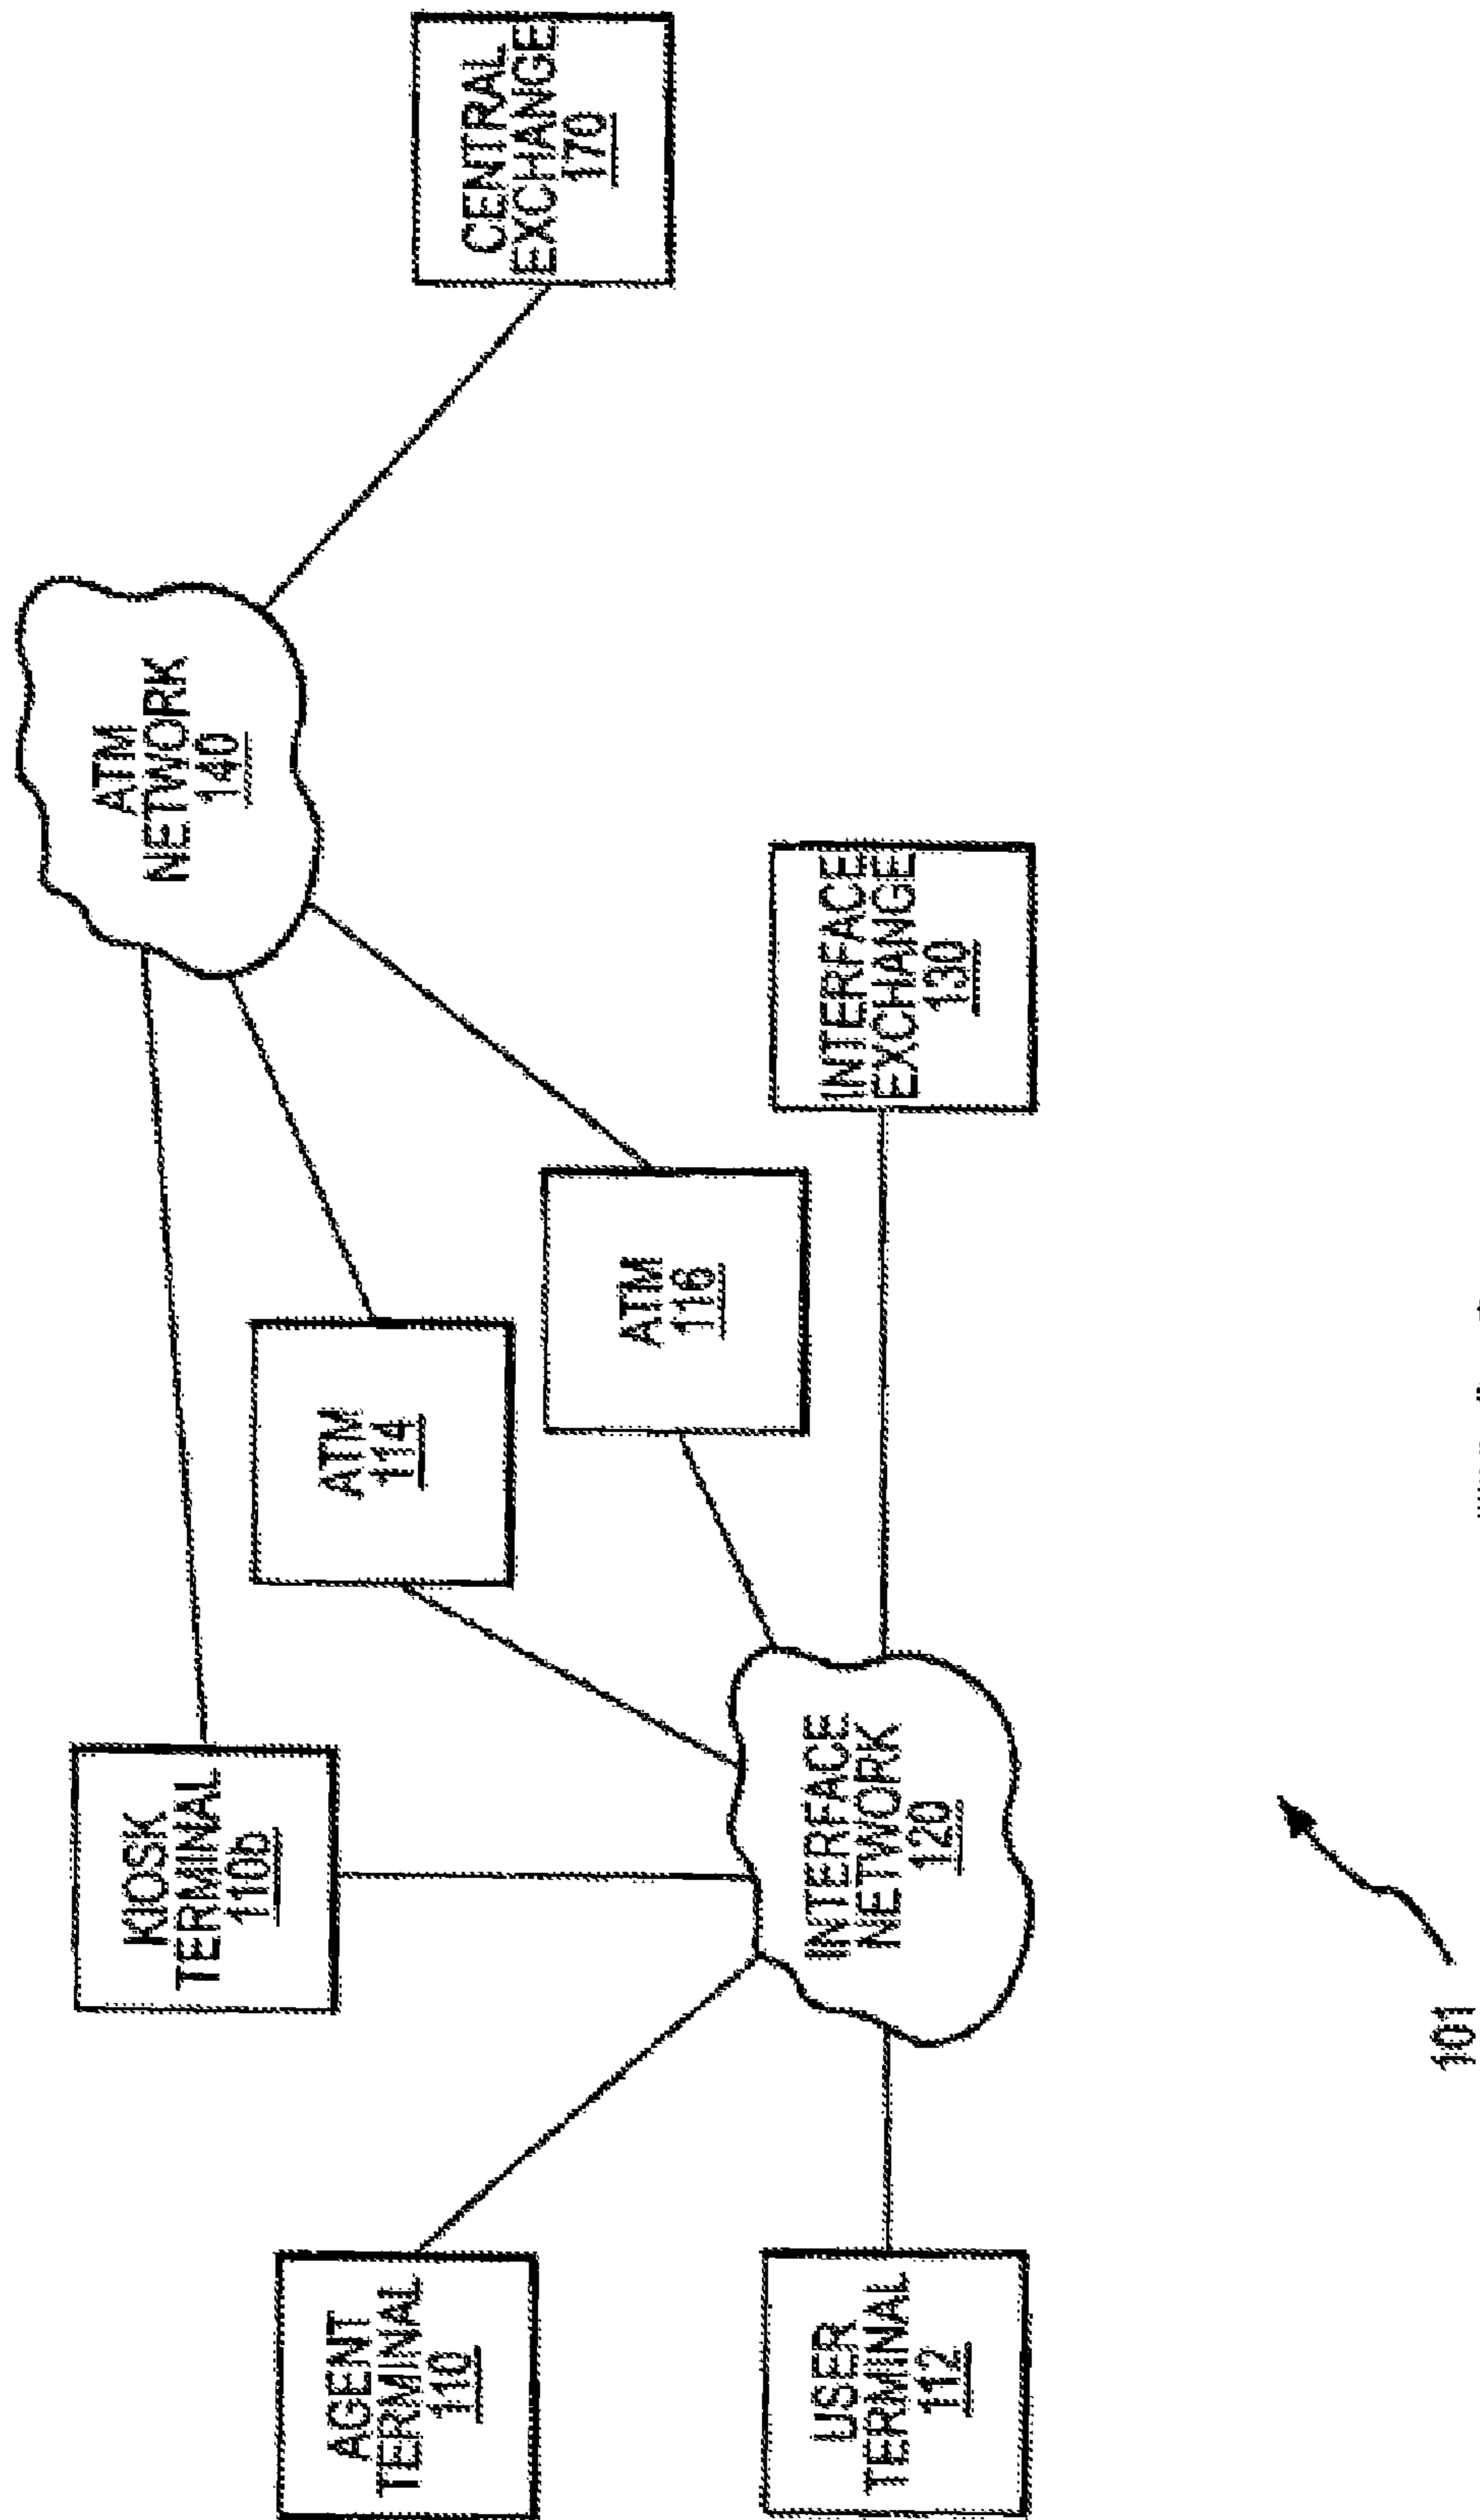 AGENT
TERMINAL
110
USER
TERMINAL
112
KIOSK
TERMINAL
110b
INTERFACE
NETWORK
120
ATM
114
ATM
116
INTERFACE
EXCHANGE
130
ATM
NETWORK
140
CENTRAL
EXCHANGE
170
101